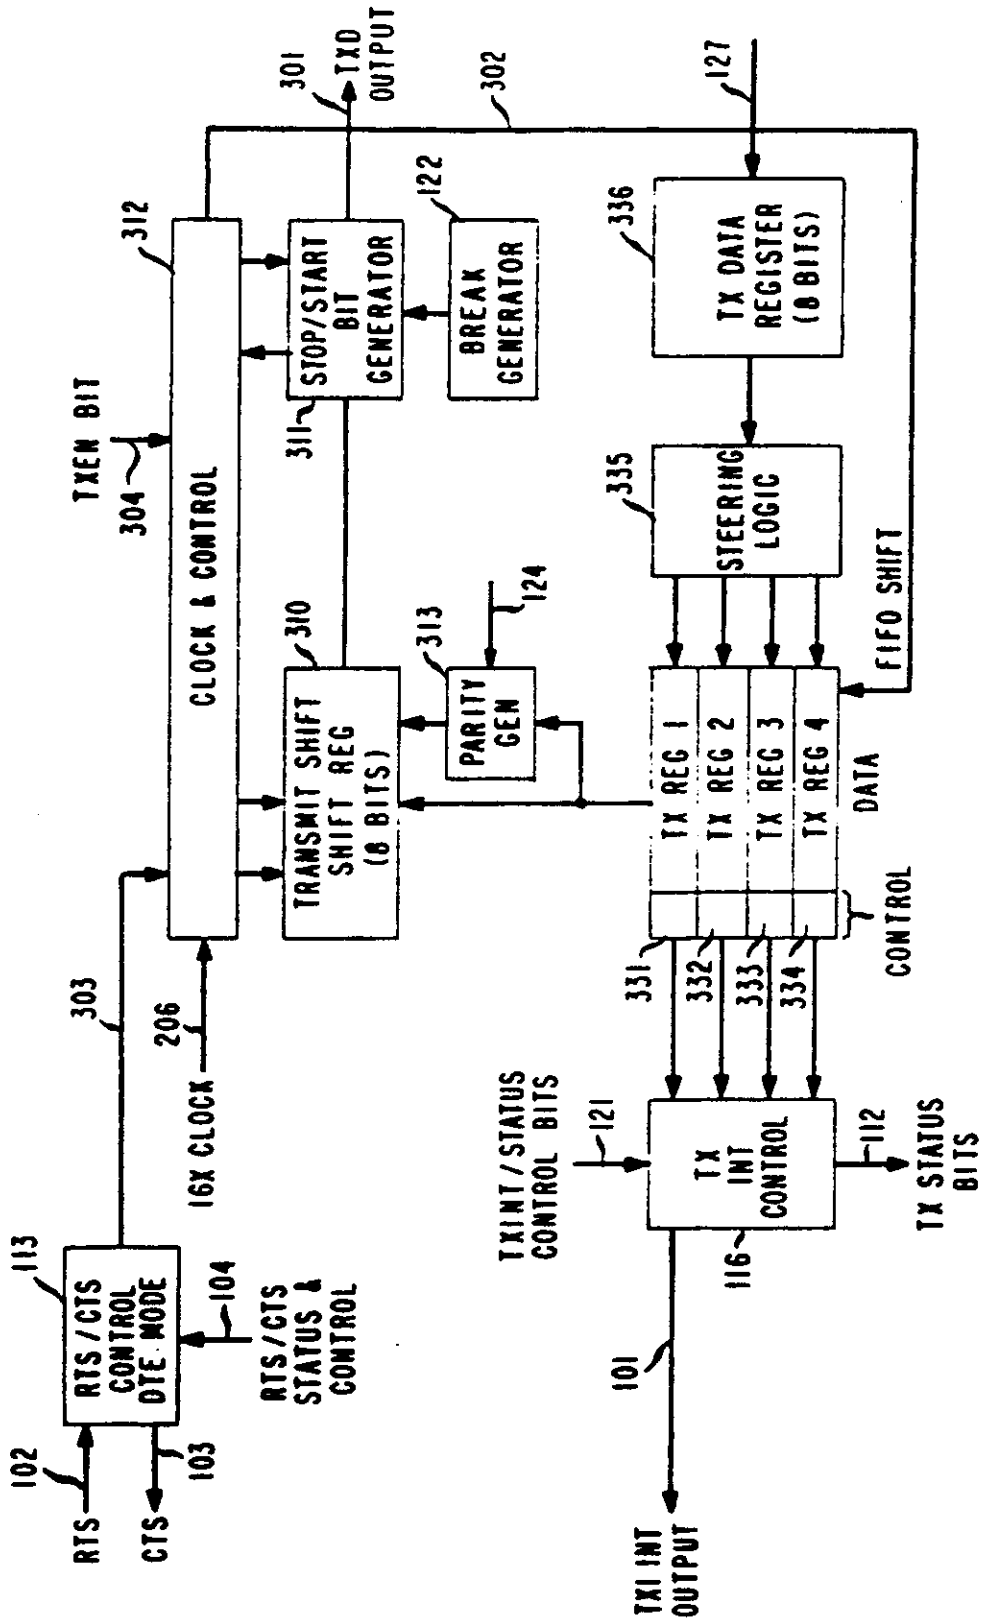 RTS
102
CTS
103
113
RTS/CTS
CONTROL
DTE MODE
104
RTS/CTS
STATUS &
CONTROL
303
206
16X CLOCK
TXEN BIT
304
312
CLOCK & CONTROL
310
TRANSMIT SHIFT
SHIFT REG
(8 BITS)
311
STOP/START
BIT
GENERATOR
301
TXD
OUTPUT
302
313
PARITY
GEN
124
122
BREAK
GENERATOR
TXINT/STATUS
CONTROL BITS
121
TX
INT
CONTROL
116
101
TX1 INT
OUTPUT
112
TX STATUS
BITS
331
332
333
334
CONTROL
TX REG 1
TX REG 2
TX REG 3
TX REG 4
DATA
FIFO SHIFT
335
STEERING
LOGIC
336
TX DATA
REGISTER
(8 BITS)
127